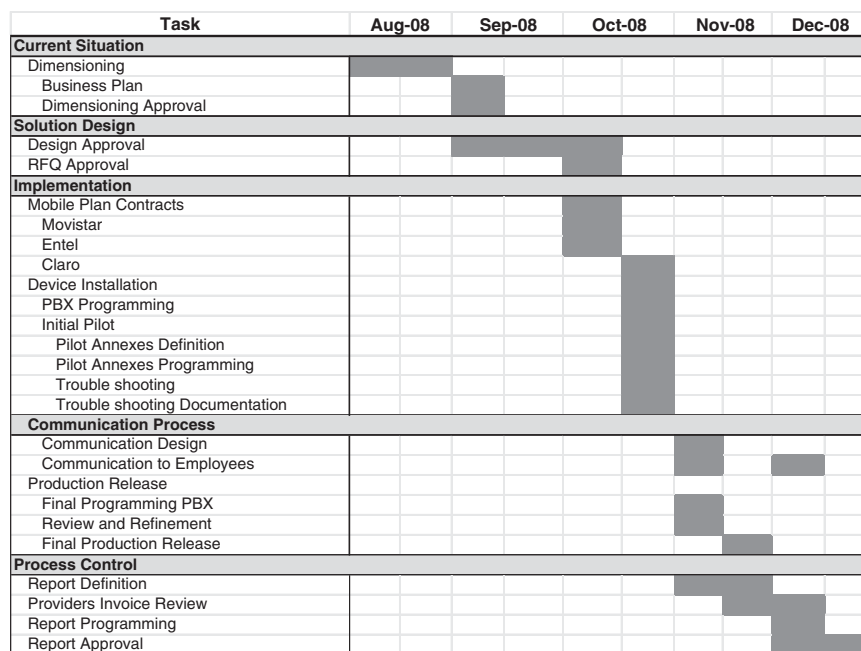 Task Aug-08 Sep-08 Oct-08 Nov-08 Dec-08
Current Situation
Dimensioning
Business Plan
Dimensioning Approval
Solution Design
Design Approval
RFQ Approval
Implementation
Mobile Plan Contracts
Movistar
Entel
Claro
Device Installation
PBX Programming
Initial Pilot
Pilot Annexes Definition
Pilot Annexes Programming
Trouble shooting
Trouble shooting Documentation
Communication Process
Communication Design
Communication to Employees
Production Release
Final Programming PBX
Review and Refinement
Final Production Release
Process Control
Report Definition
Providers Invoice Review
Report Programming
Report Approval